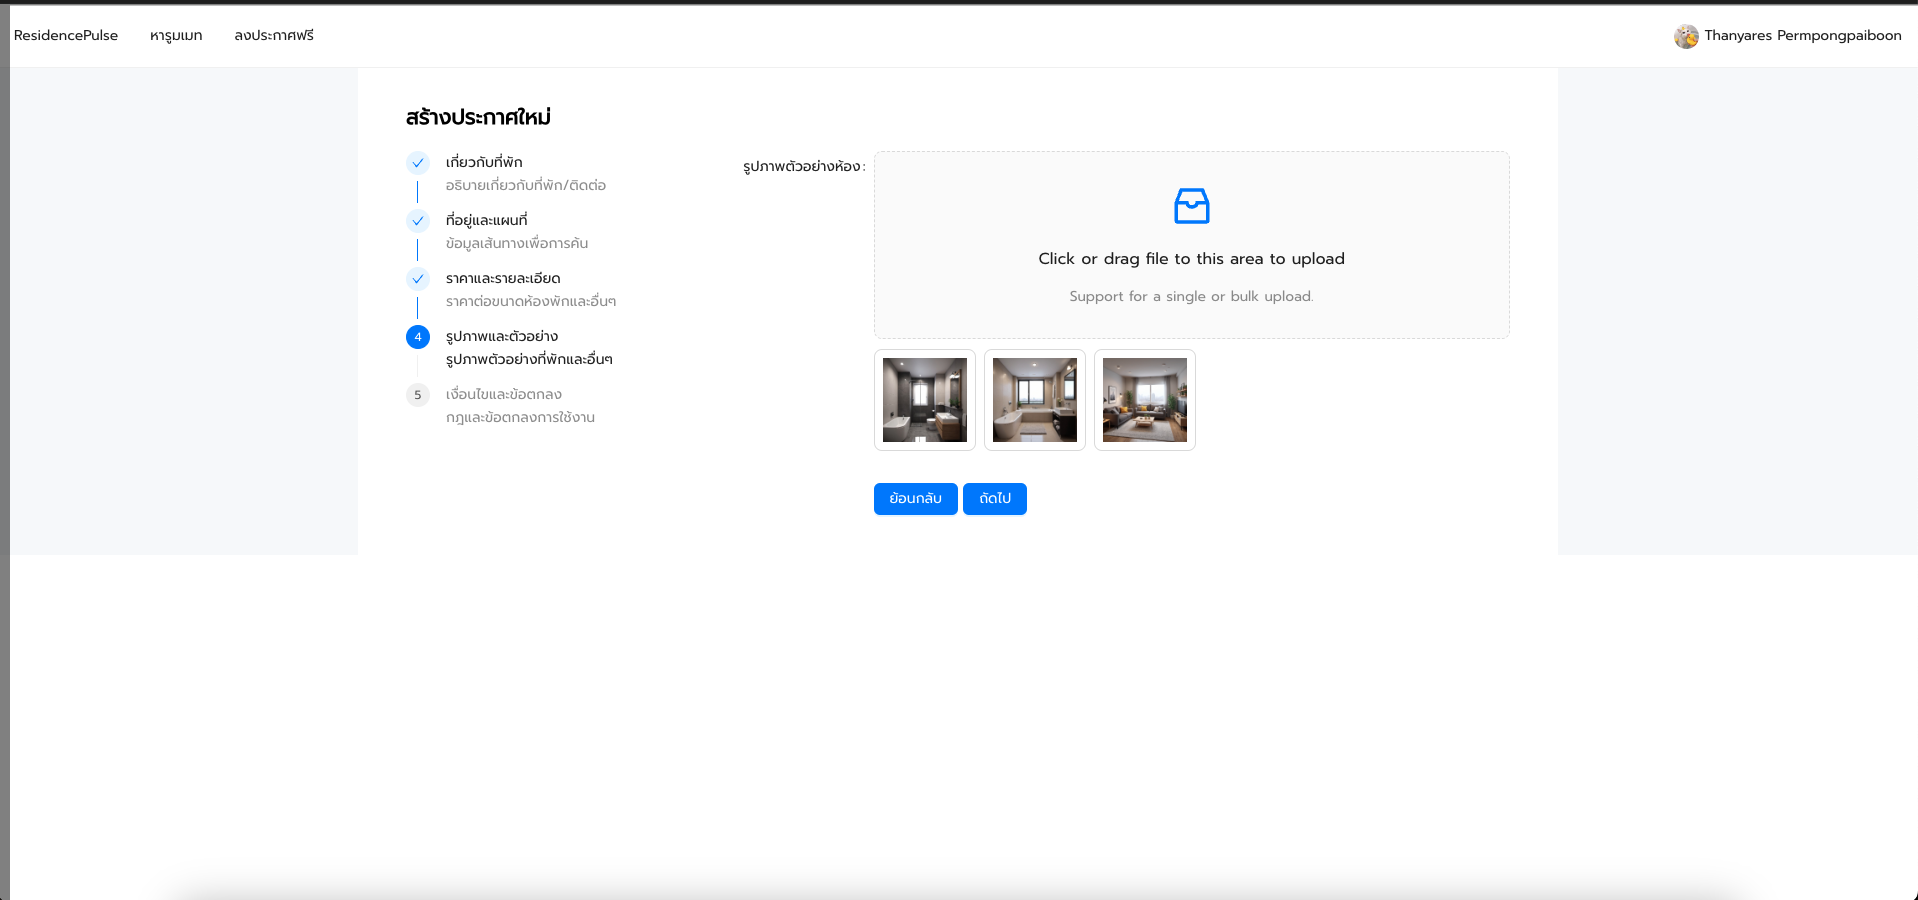 ResidencePulse หารูมเมท ลงประกาศฟรี Thanyares Permpongpaiboon
สร้างประกาศใหม่
เกี่ยวกับที่พัก
อธิบายเกี่ยวกับที่พัก/ติดต่อ
ที่อยู่และแผนที่
ข้อมูลเส้นทางเพื่อการค้น
ราคาและรายละเอียด
ราคาต่อขนาดห้องพักและอื่นๆ
4 รูปภาพและตัวอย่าง
รูปภาพตัวอย่างที่พักและอื่นๆ
5 เงื่อนไขและข้อตกลง
กฎและข้อตกลงการใช้งาน
รูปภาพตัวอย่างห้อง :
Click or drag file to this area to upload
Support for a single or bulk upload.
ย้อนกลับ ถัดไป